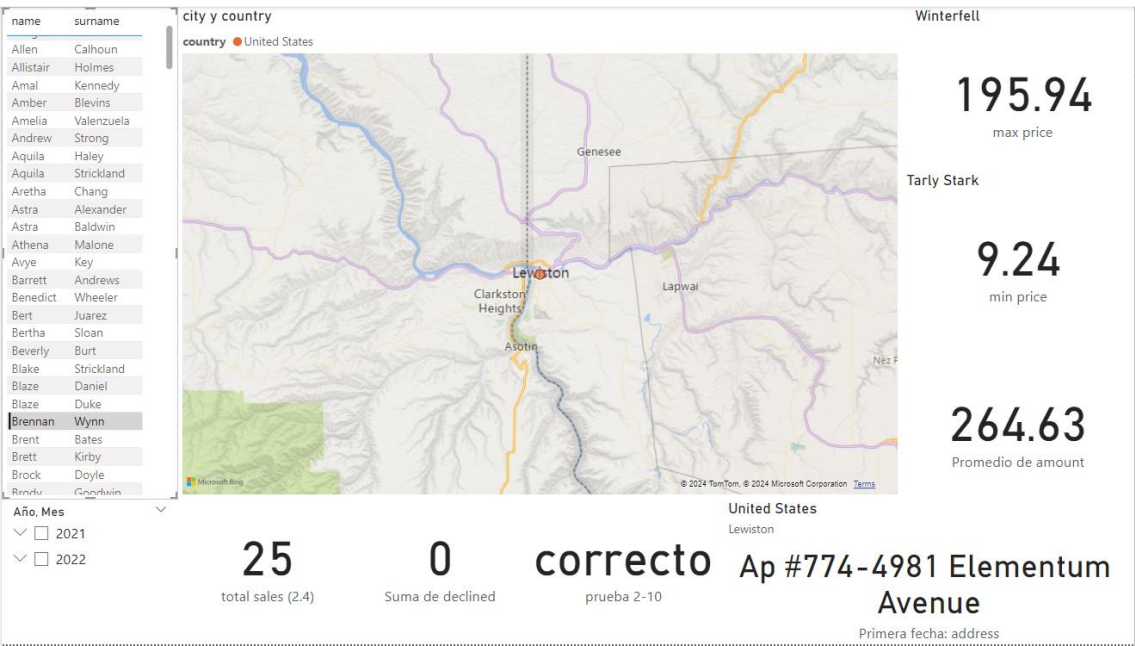 name surname
Allen Calhoun
Allistair Holmes
Amal Kennedy
Amber Blevins
Amelia Valenzuela
Andrew Strong
Aquila Haley
Aquila Strickland
Aretha Chang
Astra Alexander
Astra Baldwin
Athena Malone
Avye Key
Barrett Andrews
Benedict Wheeler
Bert Juarez
Bertha Sloan
Beverly Burt
Blake Strickland
Blaze Daniel
Blaze Duke
Brennan Wynn
Brent Bates
Brett Kirby
Brock Doyle
Brody Goodwin
city y country
country United States
Genesee
Lewiston
Clarkston
Heights
Lapwai
Asotin
Nez P
Microsoft Bing
© 2024 TomTom, © 2024 Microsoft Corporation Terms
Winterfell
195.94
max price
Tarly Stark
9.24
min price
264.63
Promedio de amount
Año, Mes
2021
2022
25
total sales (2.4)
0
Suma de declined
correcto
prueba 2-10
United States
Lewiston
Ap #774-4981 Elementum
Avenue
Primera fecha: address